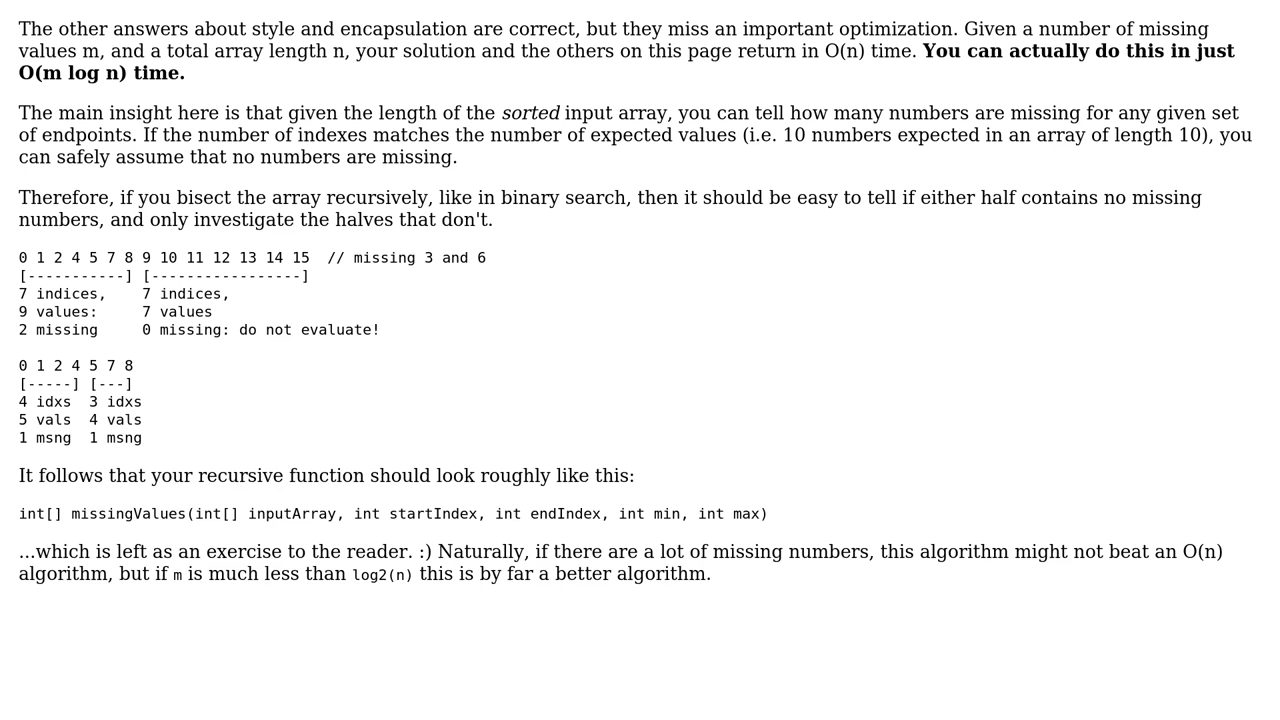 The other answers about style and encapsulation are correct, but they miss an important optimization. Given a number of missing
values m, and a total array length n, your solution and the others on this page return in O(n) time. You can actually do this in just
O(m log n) time.
The main insight here is that given the length of the sorted input array, you can tell how many numbers are missing for any given set
of endpoints. If the number of indexes matches the number of expected values (i.e. 10 numbers expected in an array of length 10), you
can safely assume that no numbers are missing.
Therefore, if you bisect the array recursively, like in binary search, then it should be easy to tell if either half contains no missing
numbers, and only investigate the halves that don't.
0 1 2 4 5 7 8 9 10 11 12 13 14 15  // missing 3 and 6
[-----------] [-----------------]
7 indices,    7 indices,
9 values:     7 values
2 missing     0 missing: do not evaluate!
0 1 2 4 5 7 8
[-----] [---]
4 idxs  3 idxs
5 vals  4 vals
1 msng  1 msng
It follows that your recursive function should look roughly like this:
int[] missingValues(int[] inputArray, int startIndex, int endIndex, int min, int max)
...which is left as an exercise to the reader. :) Naturally, if there are a lot of missing numbers, this algorithm might not beat an O(n)
algorithm, but if m is much less than log2(n) this is by far a better algorithm.